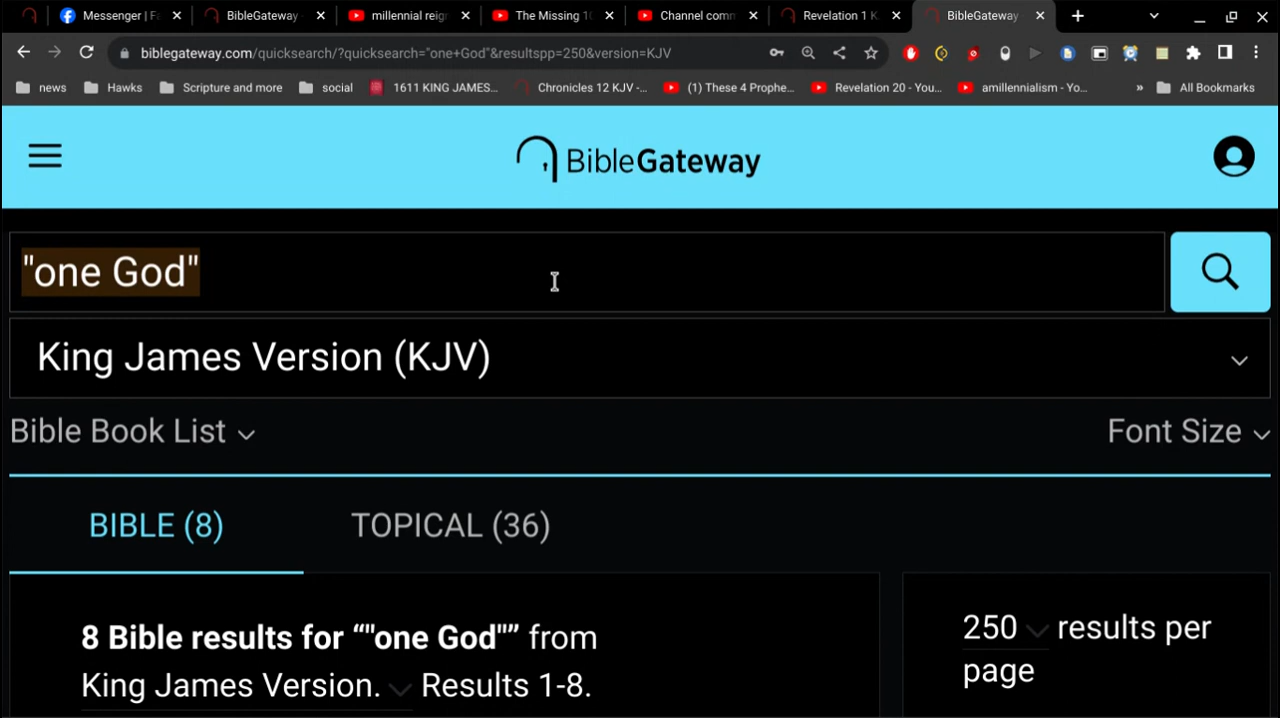 Messenger | Fa
BibleGateway
millennial reign
The Missing 10
Channel comm
Revelation 1 K
BibleGateway
biblegateway.com/quicksearch/?quicksearch="one+God"&resultspp=250&version=KJV
news
Hawks
Scripture and more
social
1611 KING JAMES...
Chronicles 12 KJV -...
(1) These 4 Prophe...
Revelation 20 - You...
amillennialism - Yo...
»
All Bookmarks
BibleGateway
"one God"
King James Version (KJV)
Bible Book List
Font Size
BIBLE (8)
TOPICAL (36)
8 Bible results for “"one God"” from
King James Version. Results 1-8.
250 results per
page